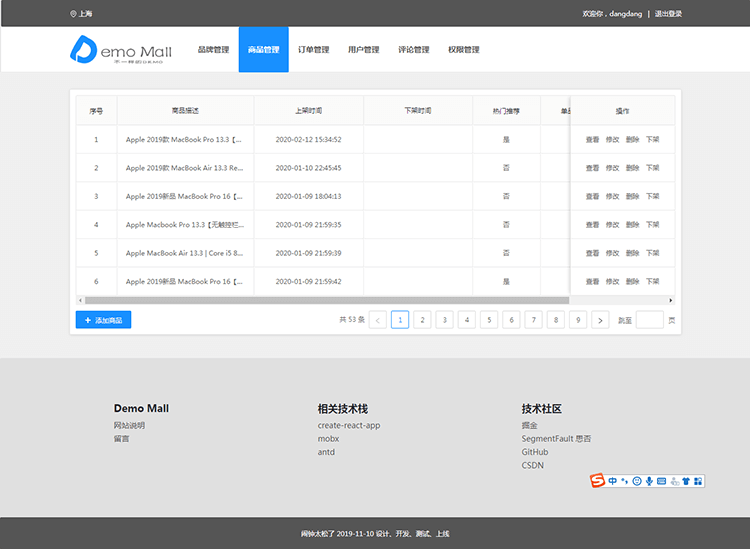 上海 欢迎你，dangdang | 退出登录
Demo Mall 品牌管理 商品管理 订单管理 用户管理 评论管理 权限管理
不一样的DEMO
序号 商品描述 上架时间 下架时间 热门推荐 单品 操作
1 Apple 2019款 MacBook Pro 13.3【... 2020-02-12 15:34:52 是 查看 修改 删除 下架
2 Apple 2019款 MacBook Air 13.3 Re... 2020-01-10 22:45:45 否 查看 修改 删除 下架
3 Apple 2019新品 MacBook Pro 16【... 2020-01-09 18:04:13 否 查看 修改 删除 下架
4 Apple Macbook Pro 13.3【无触控栏... 2020-01-09 21:59:35 否 查看 修改 删除 下架
5 Apple MacBook Air 13.3 | Core i5 8... 2020-01-09 21:59:39 否 查看 修改 删除 下架
6 Apple 2019新品 MacBook Pro 16【... 2020-01-09 21:59:42 是 查看 修改 删除 下架
+ 添加商品 共 53 条 < 1 2 3 4 5 6 7 8 9 > 跳至 页
Demo Mall 相关技术栈 技术社区
网站说明 create-react-app 掘金
留言 mobx SegmentFault 思否
antd GitHub
CSDN
S 中
闹钟太松了 2019-11-10 设计、开发、测试、上线